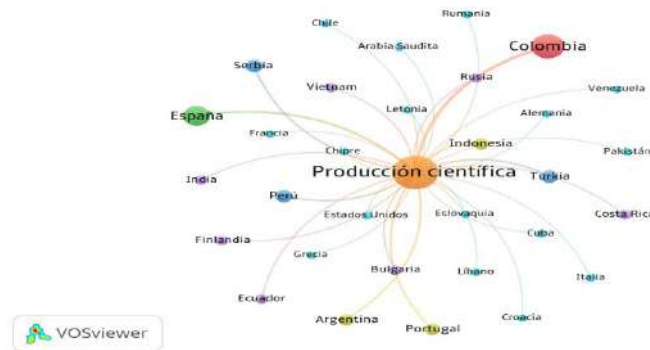 Rumania
Chile
Colombia
Arabia Saudita
Serbia
Rusia
Vietnam
Venezuela
Letonia
España
Alemania
Francia
Indonesia
Chipre
Pakistán
Producción científica
India
Turkia
Perú
Estados Unidos
Eslovaquia
Costa Rica
Cuba
Finlandia
Grecia
Bulgaria
Líbano
Italia
Ecuador
Argentina
Croacia
Portugal
VOSviewer